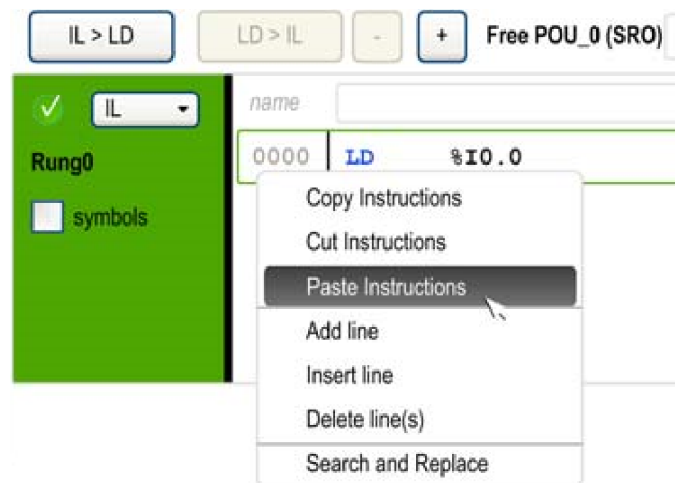 IL > LD LD > IL - + Free POU_0 (SRO)
IL name
0000 LD %I0.0
Rung0
symbols
Copy Instructions
Cut Instructions
Paste Instructions
Add line
Insert line
Delete line(s)
Search and Replace